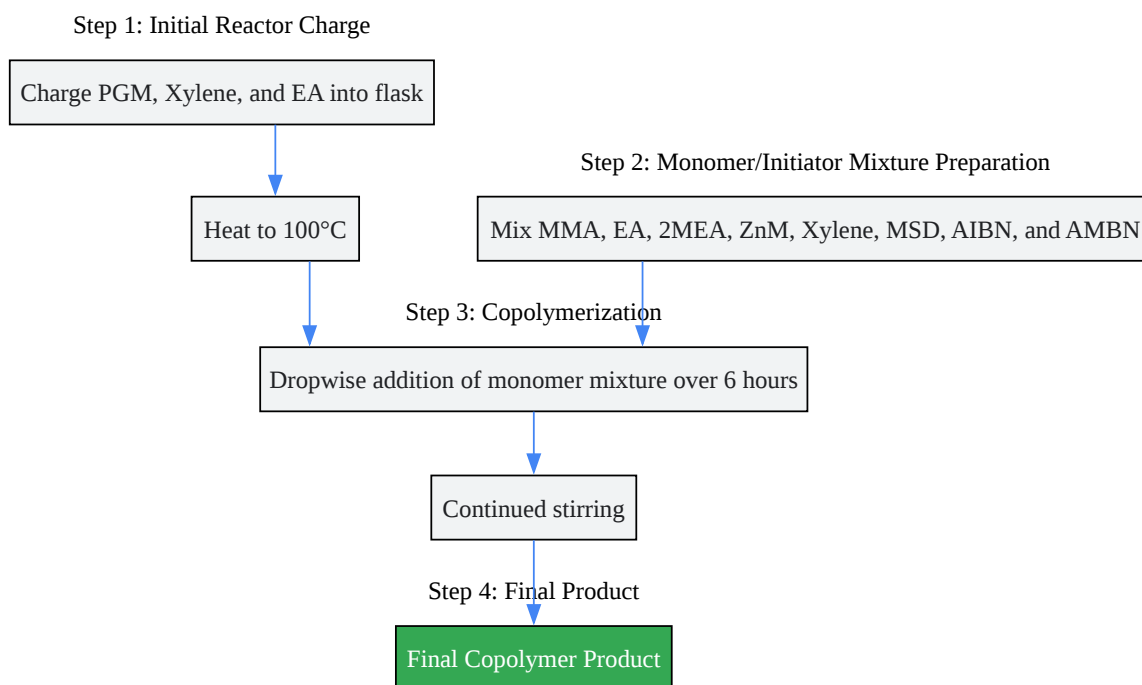 Step 1: Initial Reactor Charge
Charge PGM, Xylene, and EA into flask
Step 2: Monomer/Initiator Mixture Preparation
Heat to 100°C
Mix MMA, EA, 2MEA, ZnM, Xylene, MSD, AIBN, and AMBN
Step 3: Copolymerization
Dropwise addition of monomer mixture over 6 hours
Continued stirring
Step 4: Final Product
Final Copolymer Product